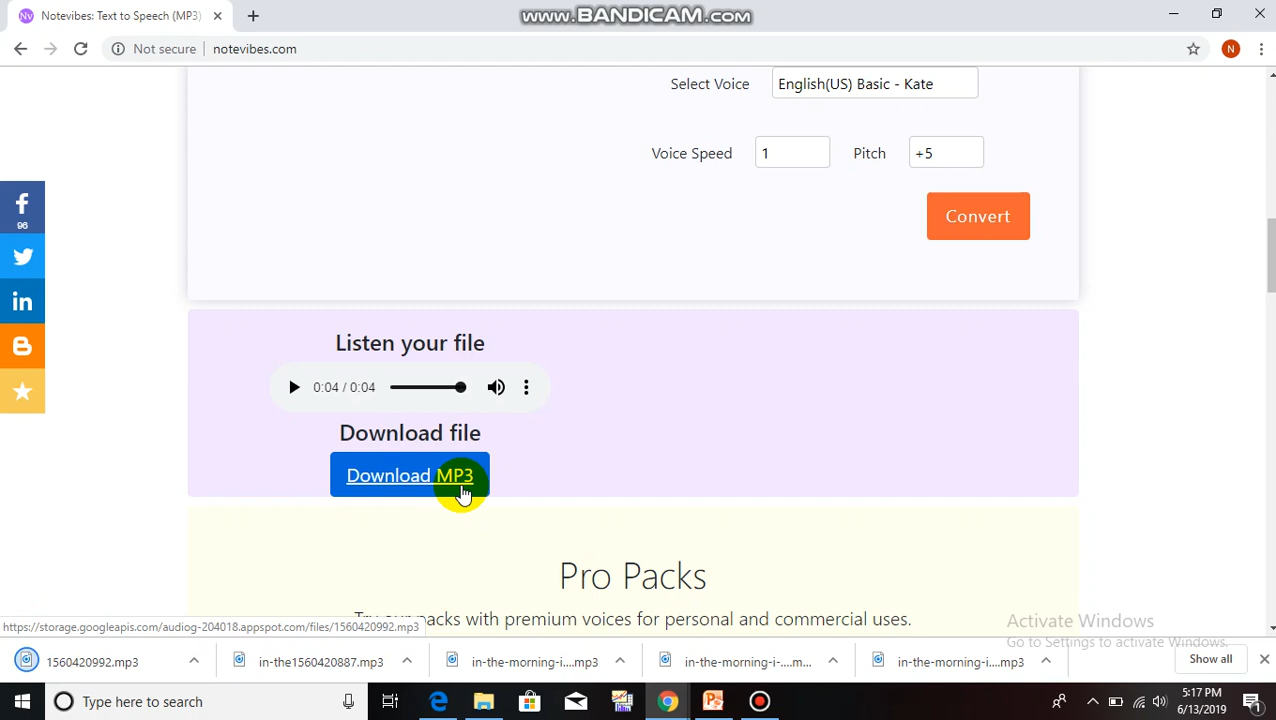 Notevibes: Text to Speech (MP3)
www.BANDICAM.com
Not secure
notevibes.com
N
Select Voice
English(US) Basic - Kate
Voice Speed
1
Pitch
+5
Convert
96
Listen your file
0:04 / 0:04
Download file
Download MP3
Pro Packs
packs with premium voices for personal and commercial uses.
https://storage.googleapis.com/audiog-204018.appspot.com/files/1560420992.mp3
Activate Windows
Go to Settings to activate Windows.
1560420992.mp3
in-the1560420887.mp3
in-the-morning-i....mp3
in-the-morning-i-....m...
in-the-morning-i....mp3
Show all
Type here to search
5:17 PM
6/13/2019
1